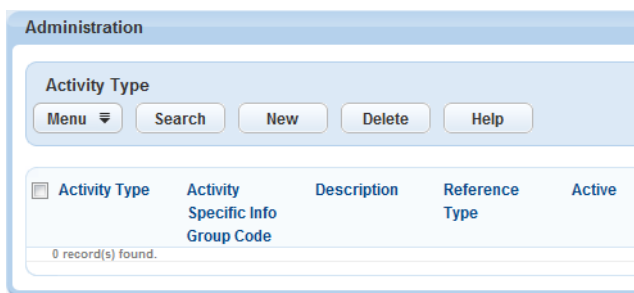 Administration
Activity Type
Menu Search New Delete Help
Activity Type Activity Description Reference Active
Specific Info Type
Group Code
0 record(s) found.